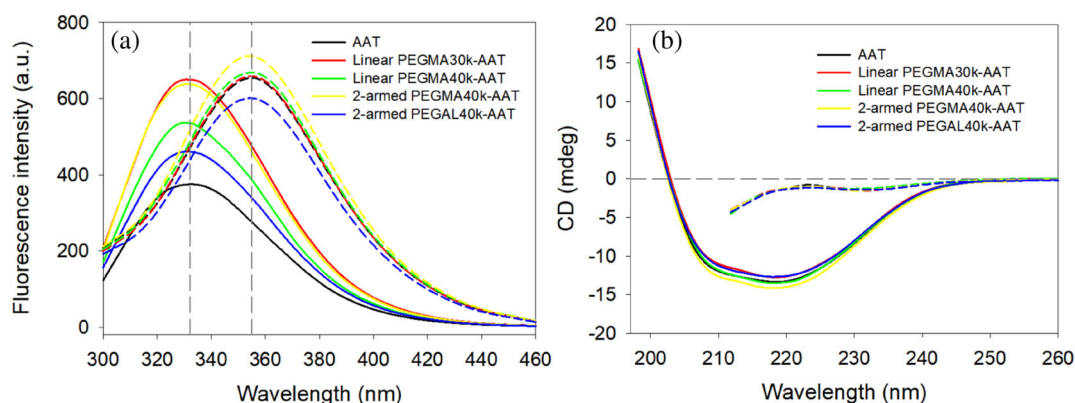 (a)
Fluorescence intensity (a.u.)
800
600
400
200
0
300 320 340 360 380 400 420 440 460
Wavelength (nm)
AAT
Linear PEGMA30k-AAT
Linear PEGMA40k-AAT
2-armed PEGMA40k-AAT
2-armed PEGAL40k-AAT
(b)
CD (mdeg)
20
15
10
5
0
-5
-10
-15
-20
200 210 220 230 240 250 260
Wavelength (nm)
AAT
Linear PEGMA30k-AAT
Linear PEGMA40k-AAT
2-armed PEGMA40k-AAT
2-armed PEGAL40k-AAT